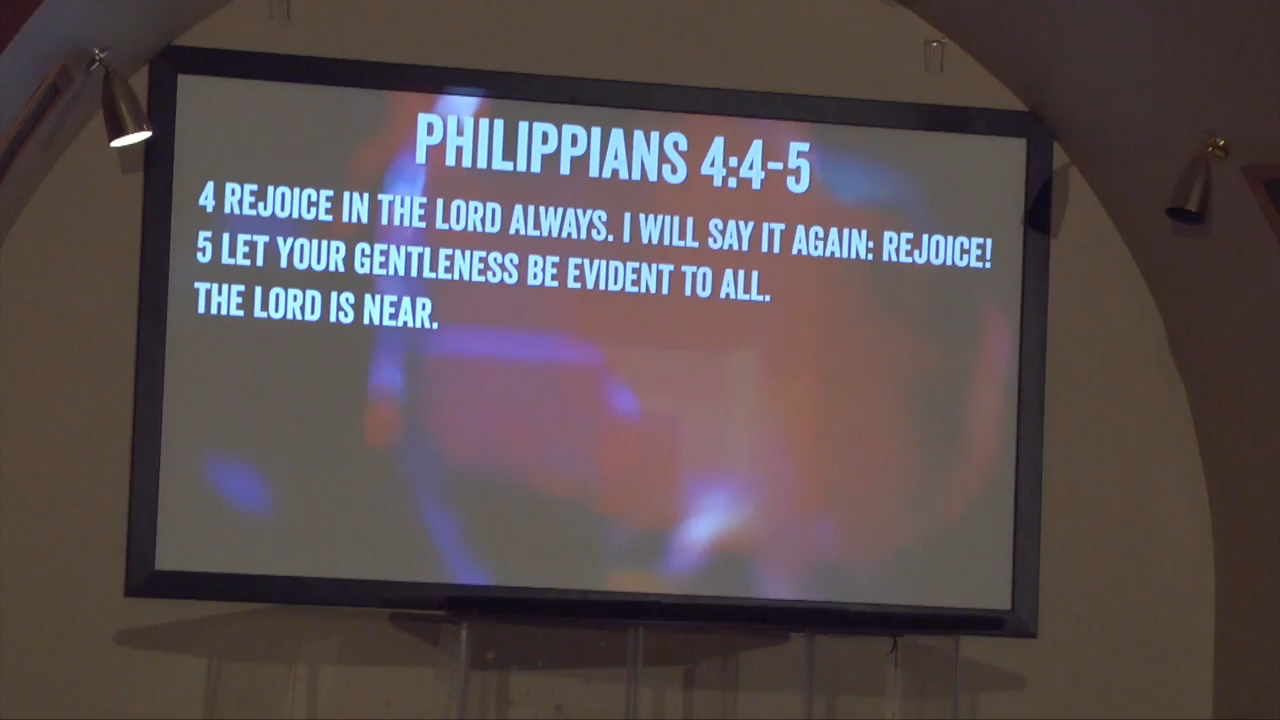 PHILIPPIANS 4:4-5
4 REJOICE IN THE LORD ALWAYS. I WILL SAY IT AGAIN: REJOICE!
5 LET YOUR GENTLENESS BE EVIDENT TO ALL.
THE LORD IS NEAR.